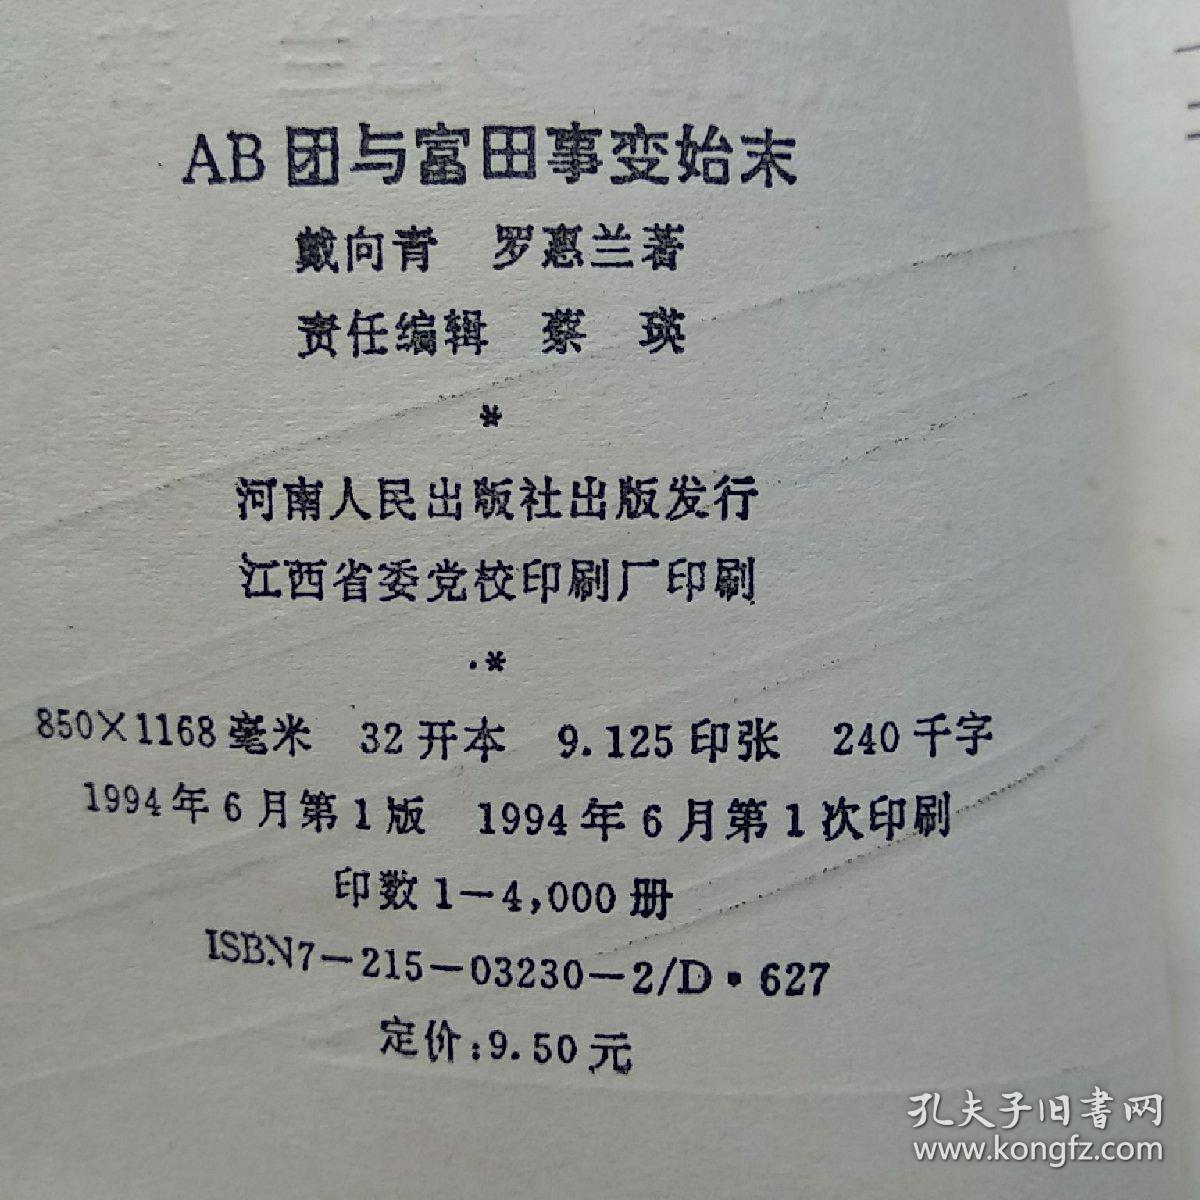 AB团与富田事变始末
戴向青 罗惠兰著
责任编辑 蔡 瑛
*
河南人民出版社出版发行
江西省委党校印刷厂印刷
*
850×1168毫米 32开本 9.125印张 240千字
1994年6月第1版 1994年6月第1次印刷
印数1—4,000册
ISBN7—215—03230—2/D·627
定价:9.50元
孔夫子旧书网
www.kongfz.com